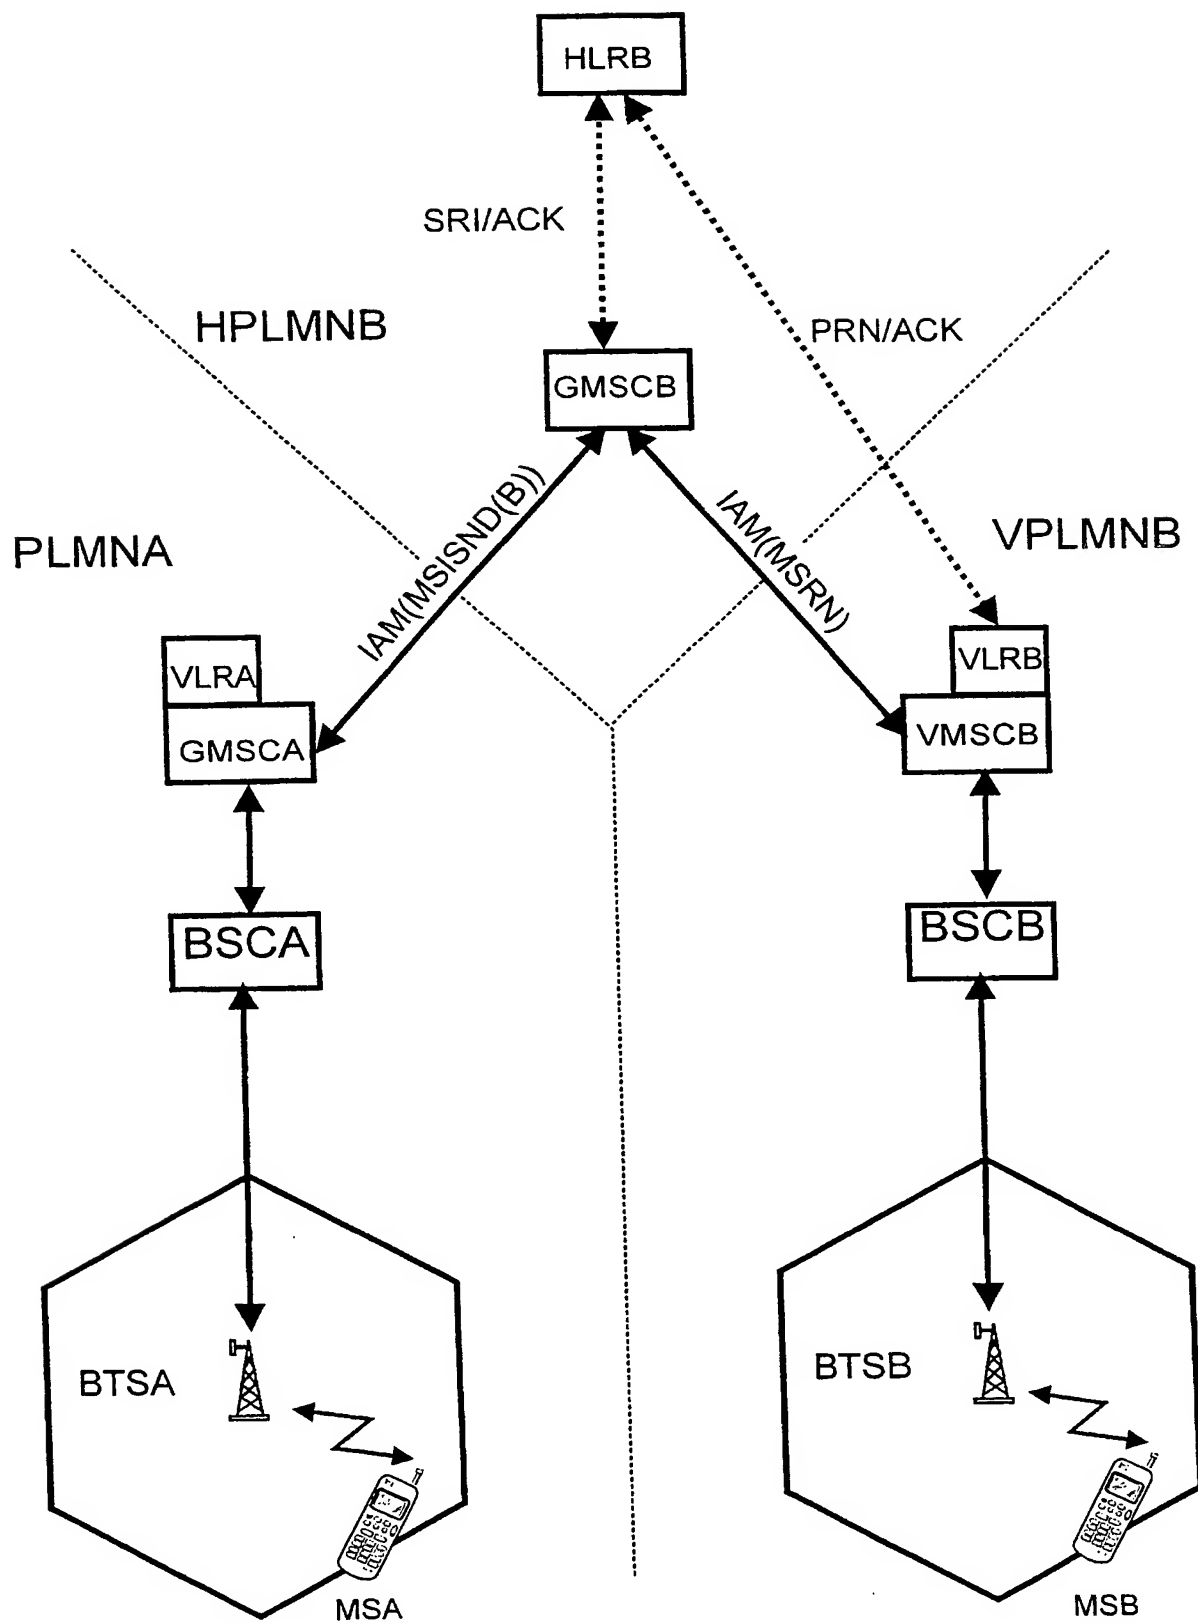 HLRB
SRI/ACK
HPLMNB
PRN/ACK
GMSCB
IAM(MSISND(B))
IAM(MSRN)
PLMNA
VPLMNB
VLRA
VLRB
GMSCA
VMSCB
BSCA
BSCB
BTSA
BTSB
MSA
MSB